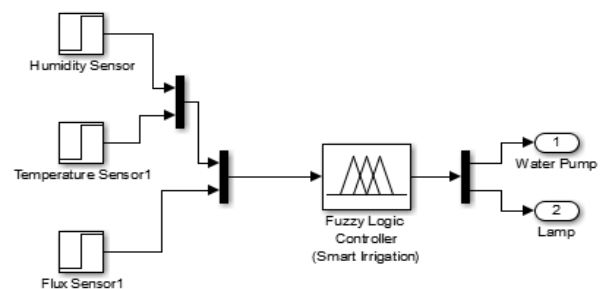 Humidity Sensor
Temperature Sensor1
Flux Sensor1
Fuzzy Logic
Controller
(Smart Irrigation)
1
Water Pump
2
Lamp